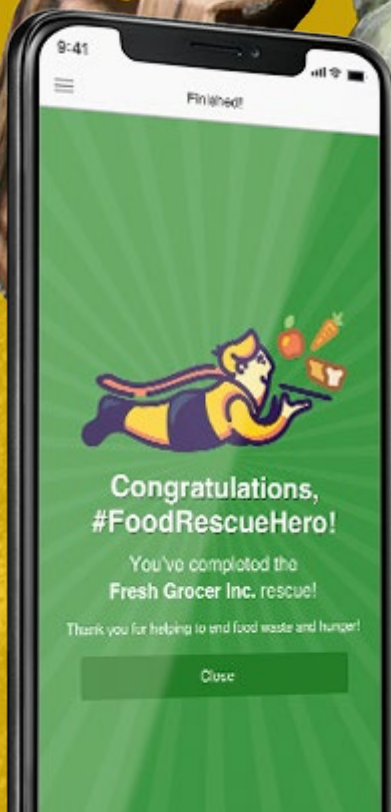 9:41
Finished!
Congratulations,
#FoodRescueHero!
You've completed the
Fresh Grocer Inc. rescue!
Thank you for helping to end food waste and hunger!
Close